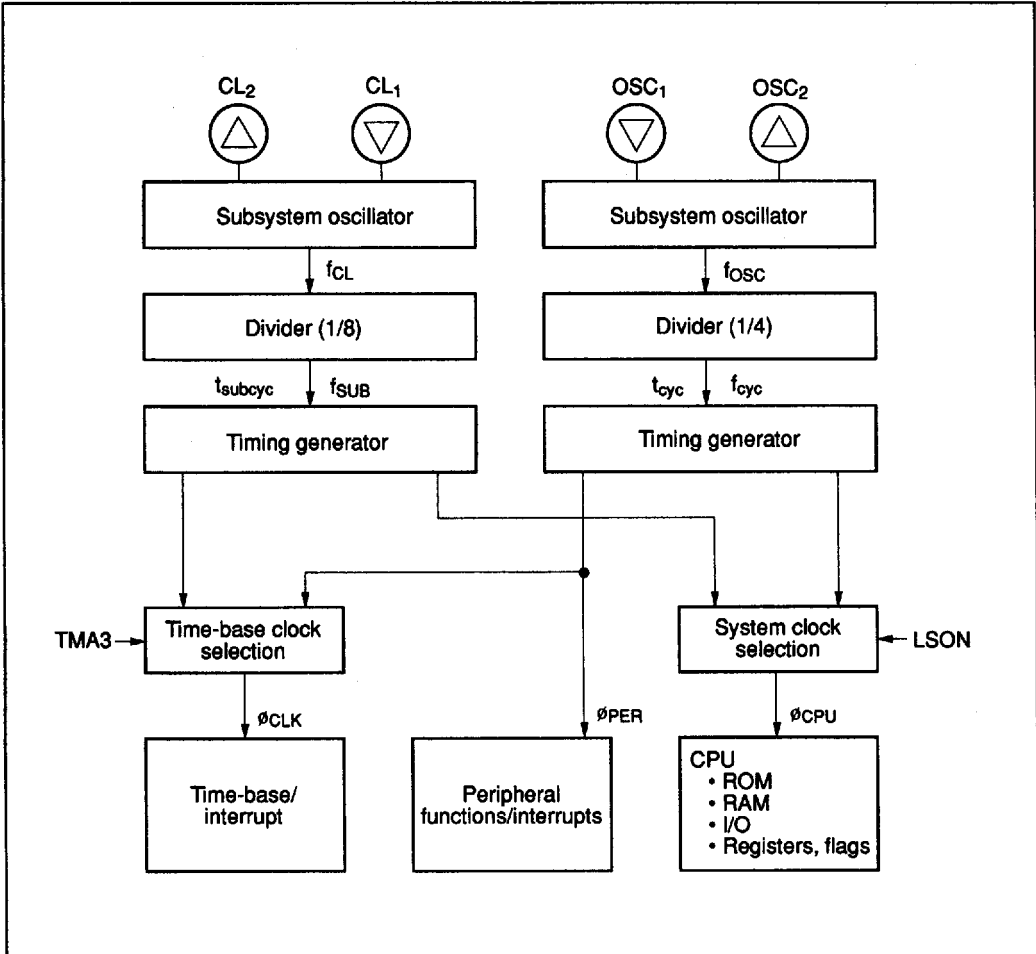 CL2 CL1 OSC1 OSC2
Subsystem oscillator Subsystem oscillator
fCL fOSC
Divider (1/8) Divider (1/4)
tsubcyc fSUB tcyc fcyc
Timing generator Timing generator
TMA3 Time-base clock selection System clock selection LSON
øCLK øPER øCPU
Time-base/
interrupt
Peripheral
functions/interrupts
CPU
• ROM
• RAM
• I/O
• Registers, flags